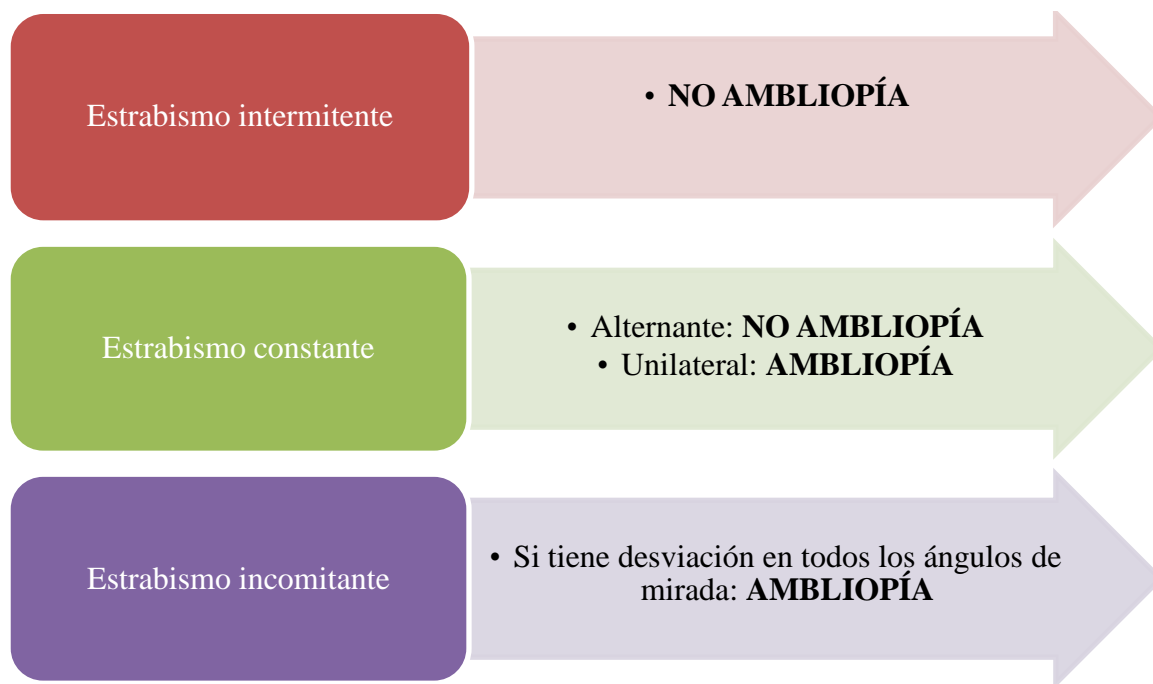 Estrabismo intermitente
• NO AMBLIOPÍA
Estrabismo constante
• Alternante: NO AMBLIOPÍA
• Unilateral: AMBLIOPÍA
Estrabismo incomitante
• Si tiene desviación en todos los ángulos de
mirada: AMBLIOPÍA